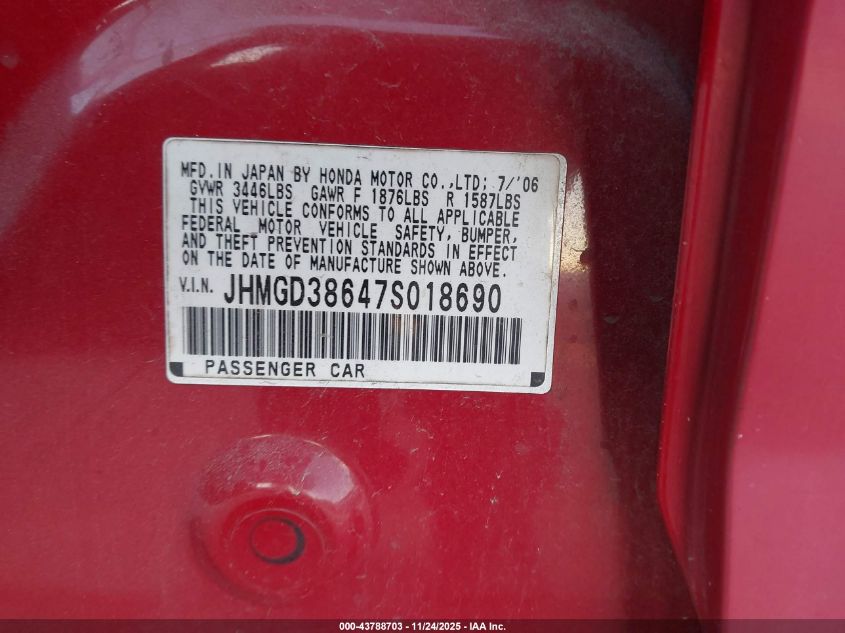 MFD.IN JAPAN BY HONDA MOTOR CO.,LTD; 7/'06
GVWR 3446LBS GAWR F 1876LBS R 1587LBS
THIS VEHICLE CONFORMS TO ALL APPLICABLE
FEDERAL MOTOR VEHICLE SAFETY, BUMPER,
AND THEFT PREVENTION STANDARDS IN EFFECT
ON THE DATE OF MANUFACTURE SHOWN ABOVE.
V.I.N. JHMGD38647S018690
PASSENGER CAR
000-43788703 - 11/24/2025 - IAA Inc.